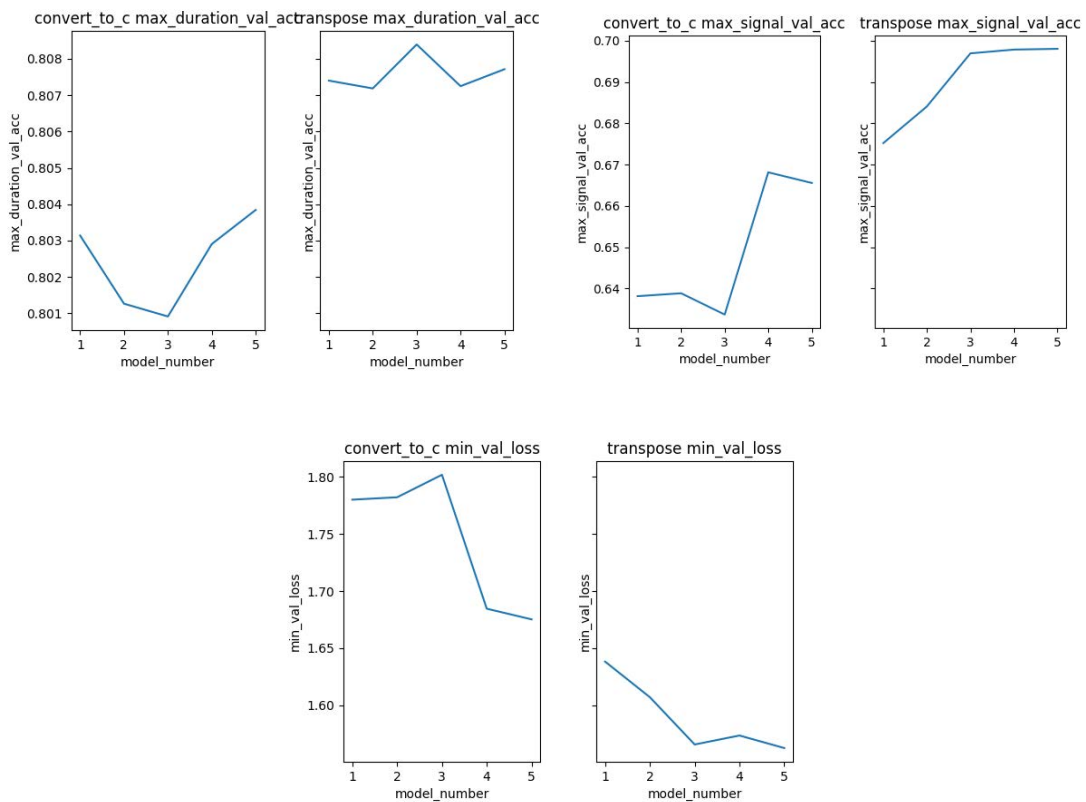 convert_to_c max_duration_val_acc
max_duration_val_acc
0.808
0.807
0.806
0.805
0.804
0.803
0.802
0.801
1 2 3 4 5
model_number
transpose max_duration_val_acc
max_duration_val_acc
1 2 3 4 5
model_number
convert_to_c max_signal_val_acc
max_signal_val_acc
0.70
0.69
0.68
0.67
0.66
0.65
0.64
1 2 3 4 5
model_number
transpose max_signal_val_acc
max_signal_val_acc
1 2 3 4 5
model_number
convert_to_c min_val_loss
min_val_loss
1.80
1.75
1.70
1.65
1.60
1 2 3 4 5
model_number
transpose min_val_loss
min_val_loss
1 2 3 4 5
model_number